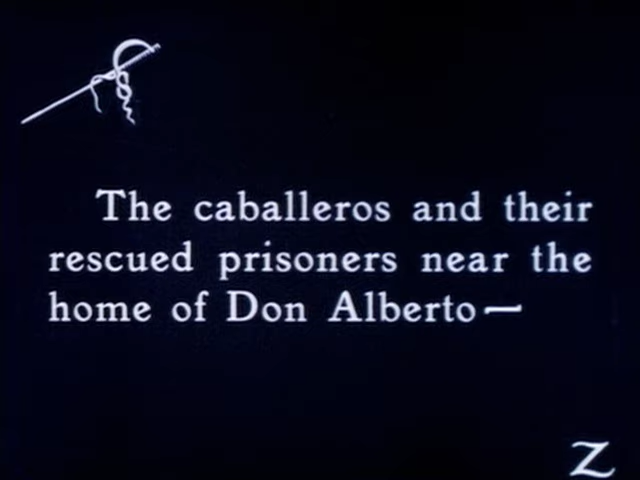 The caballeros and their
rescued prisoners near the
home of Don Alberto—
Z